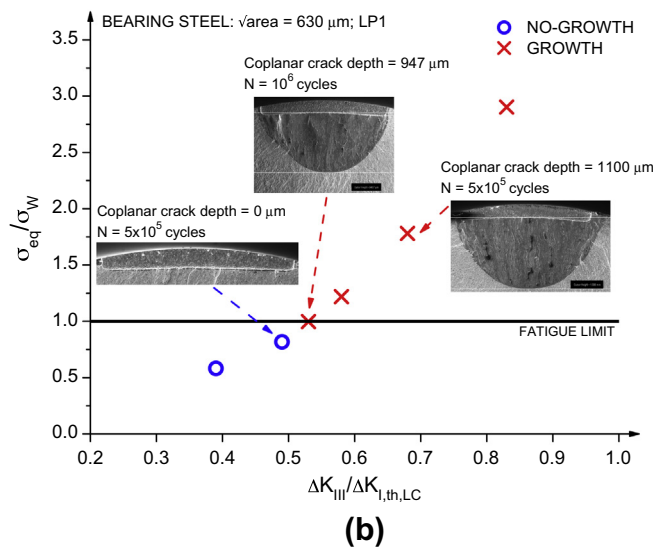 BEARING STEEL: √area = 630 μm; LP1
NO-GROWTH
GROWTH
Coplanar crack depth = 947 μm
N = 10⁶ cycles
Coplanar crack depth = 1100 μm
N = 5x10⁵ cycles
Coplanar crack depth = 0 μm
N = 5x10⁵ cycles
FATIGUE LIMIT
σeq/σW
3.5
3.0
2.5
2.0
1.5
1.0
0.5
0.0
0.2 0.3 0.4 0.5 0.6 0.7 0.8 0.9 1.0
ΔKIII/ΔKI,th,LC
(b)